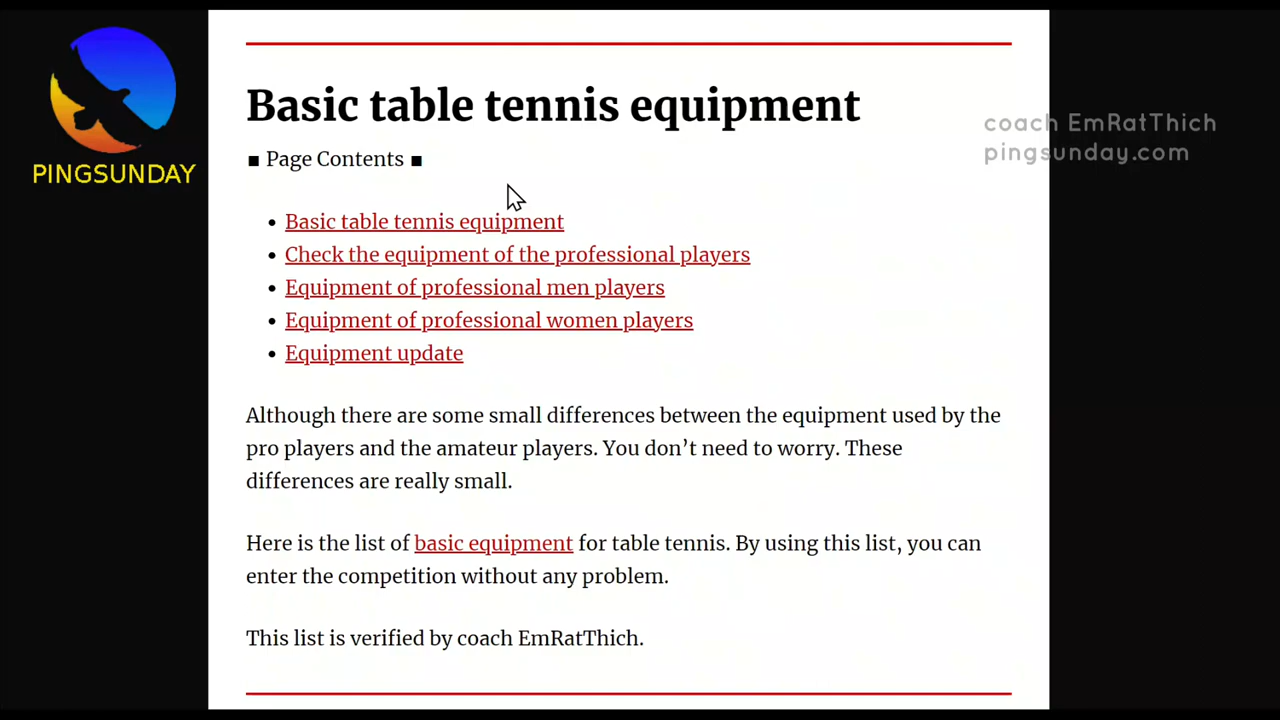 PINGSUNDAY
coach EmRatThich
pingsunday.com
Basic table tennis equipment
■ Page Contents ■
• Basic table tennis equipment
• Check the equipment of the professional players
• Equipment of professional men players
• Equipment of professional women players
• Equipment update
Although there are some small differences between the equipment used by the
pro players and the amateur players. You don’t need to worry. These
differences are really small.
Here is the list of basic equipment for table tennis. By using this list, you can
enter the competition without any problem.
This list is verified by coach EmRatThich.